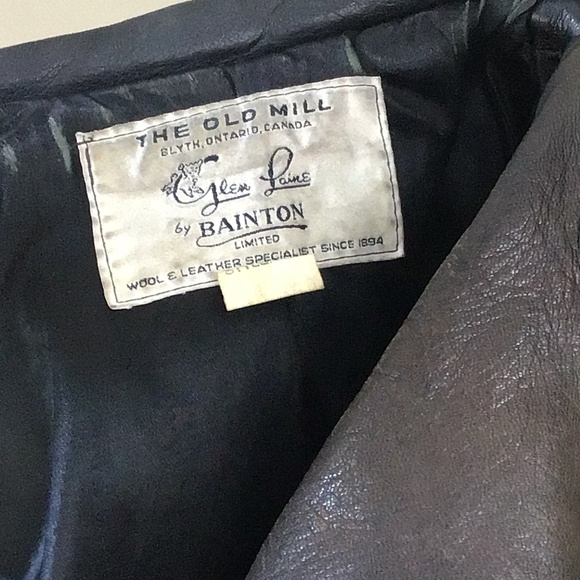 THE OLD MILL
BLYTH, ONTARIO, CANADA
Glen Laine
by BAINTON
LIMITED
WOOL & LEATHER SPECIALIST SINCE 1894